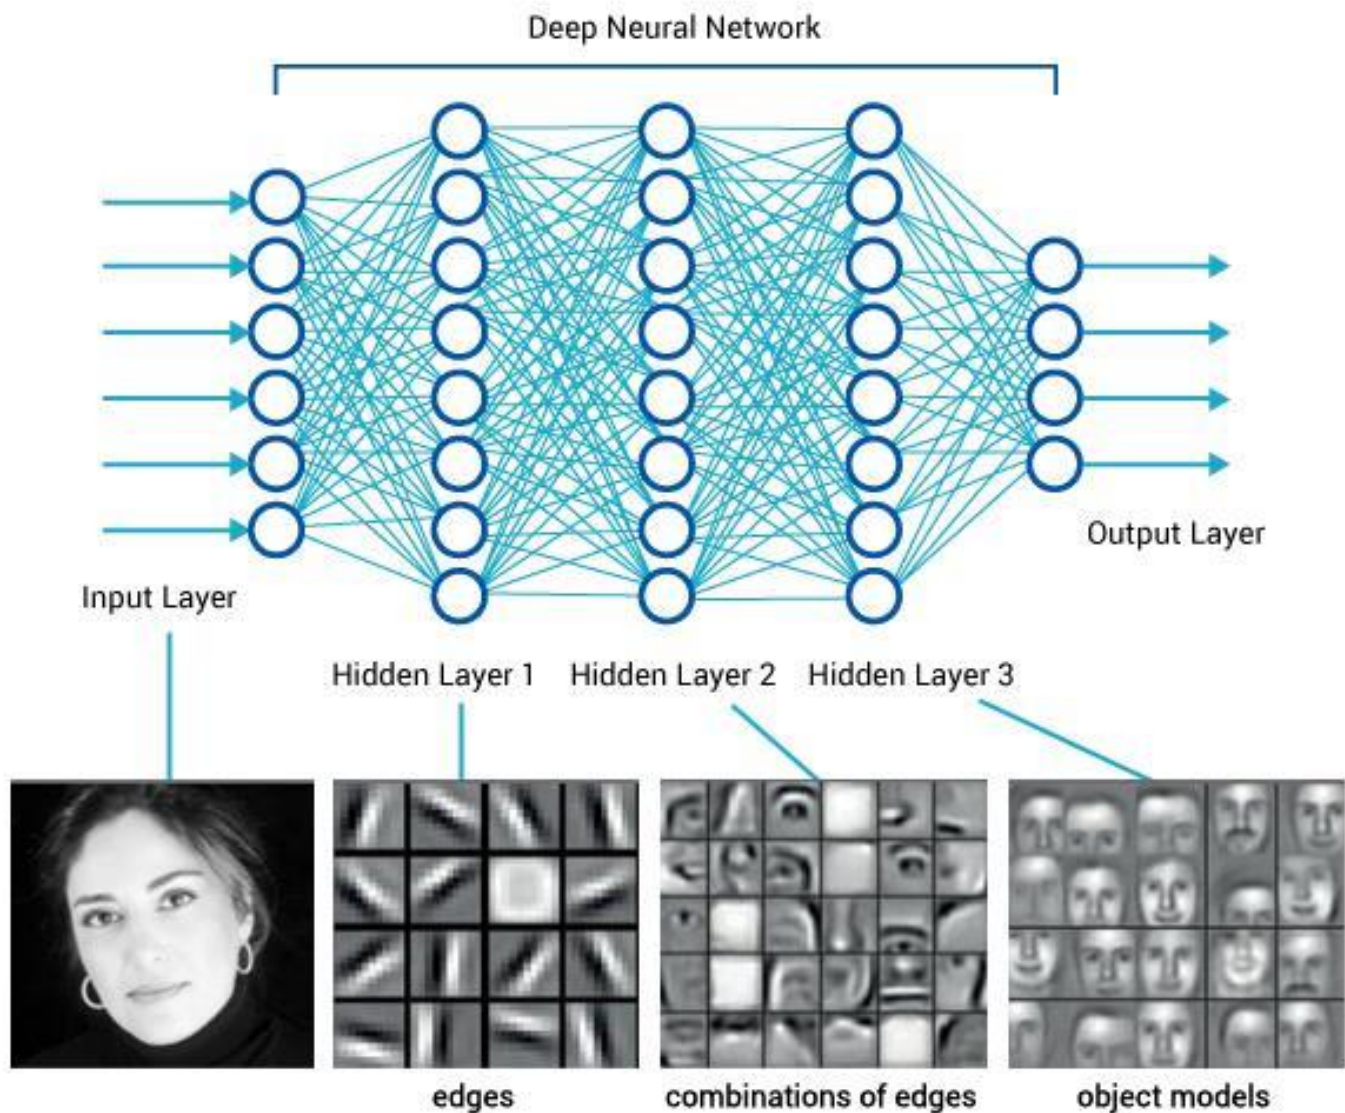 Deep Neural Network
Output Layer
Input Layer
Hidden Layer 1
Hidden Layer 2
Hidden Layer 3
edges
combinations of edges
object models